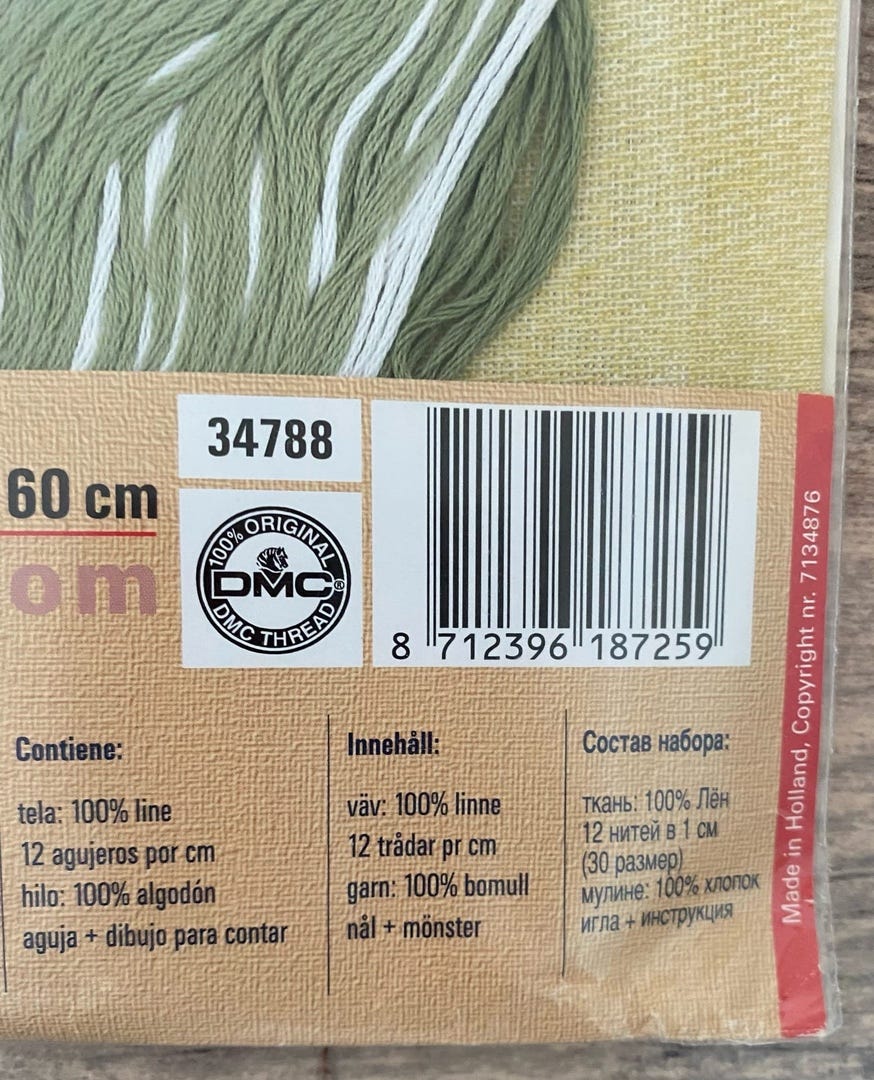 34788
60 cm
om
100% ORIGINAL
DMC®
DMC THREAD
8 712396 187259
Contiene:
tela: 100% line
12 agujeros por cm
hilo: 100% algodón
aguja + dibujo para contar
Innehåll:
väv: 100% linne
12 trådar pr cm
garn: 100% bomull
nål + mönster
Состав набора:
ткань: 100% Лён
12 нитей в 1 см
(30 размер)
мулине: 100% хлопок
игла + инструкция
Made in Holland, Copyright nr. 7134876